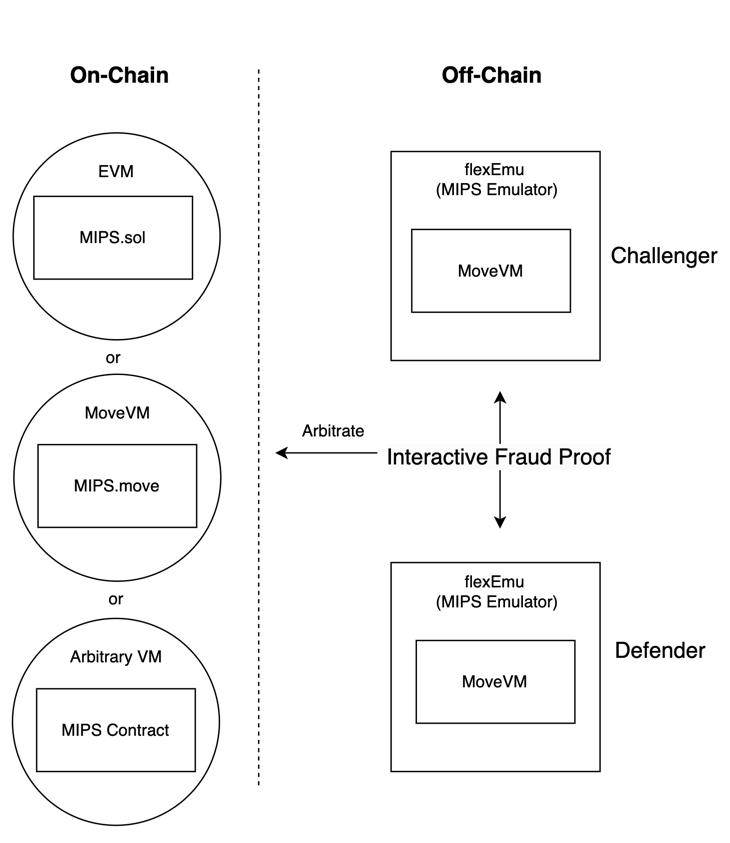 On-Chain
EVM
MIPS.sol
or
MoveVM
MIPS.move
or
Arbitrary VM
MIPS Contract
Off-Chain
flexEmu
(MIPS Emulator)
MoveVM
Challenger
Arbitrate
Interactive Fraud Proof
flexEmu
(MIPS Emulator)
MoveVM
Defender